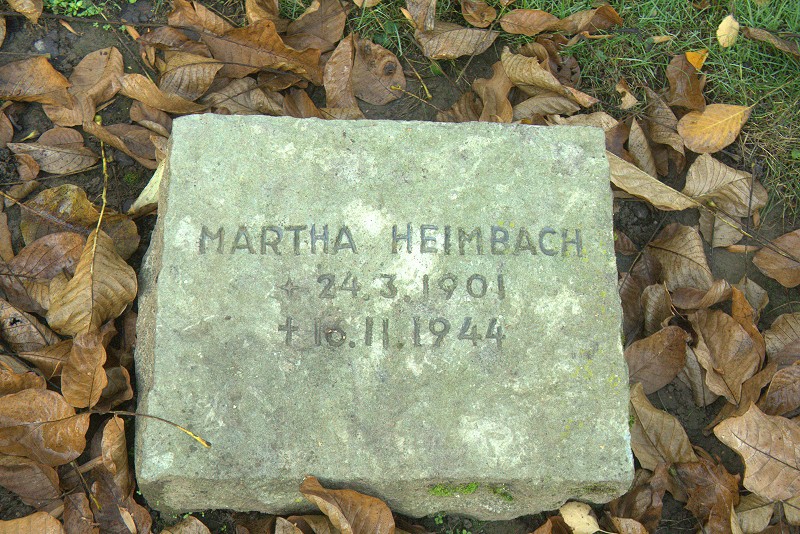 MARTHA HEIMBACH
* 24.3.1901
† 16.11.1944